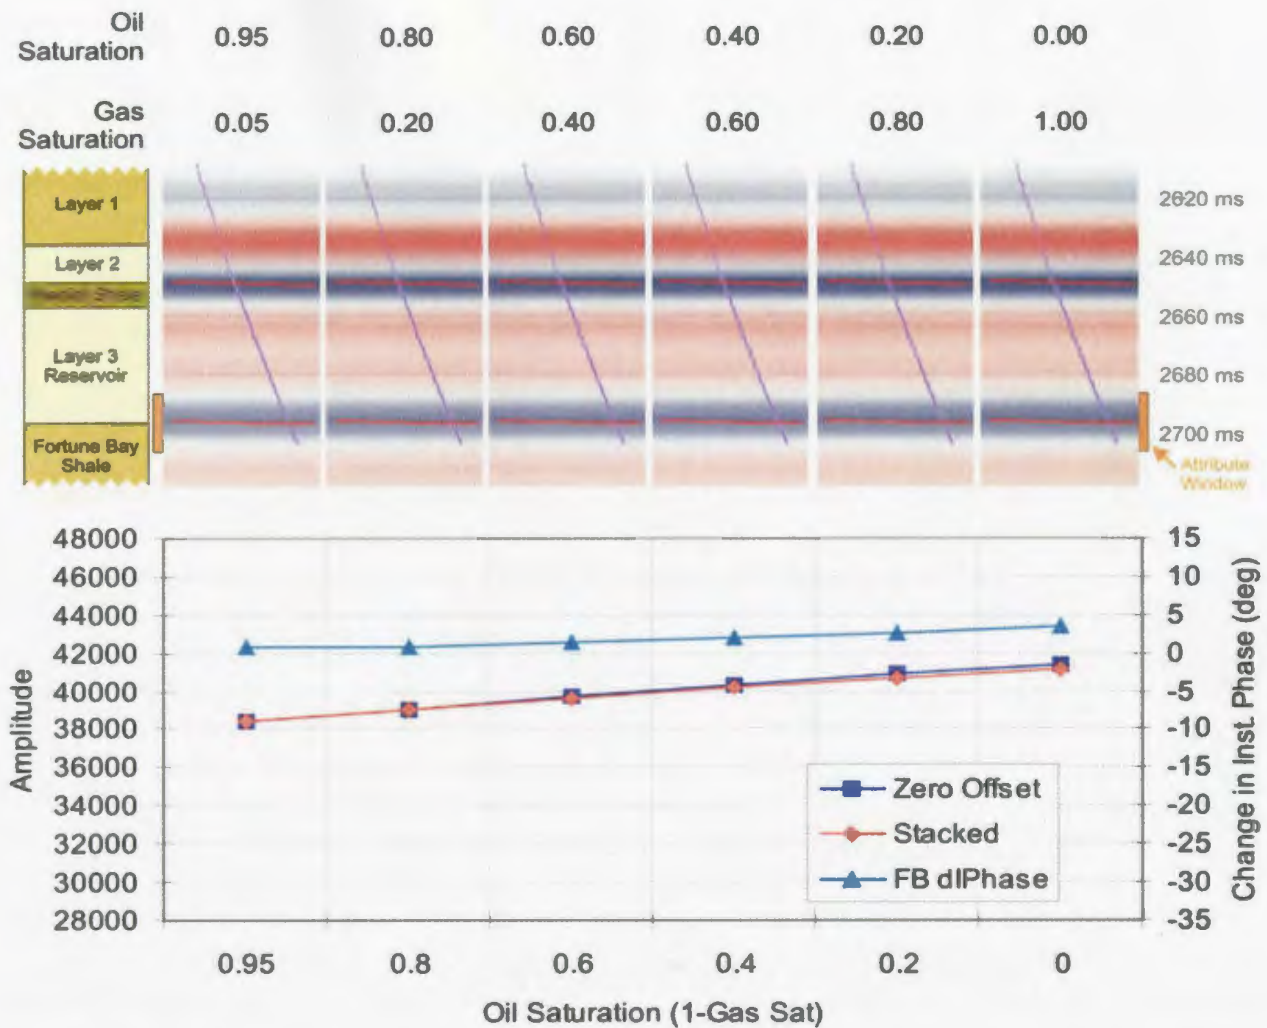 Oil
Saturation 0.95 0.80 0.60 0.40 0.20 0.00
Gas
Saturation 0.05 0.20 0.40 0.60 0.80 1.00
Layer 1
Layer 2
Layer 3
Reservoir
Fortune Bay
Shale
2620 ms
2640 ms
2660 ms
2680 ms
2700 ms
Attribute
Window
48000
46000
44000
42000
40000
38000
36000
34000
32000
30000
28000
Amplitude
15
10
5
0
-5
-10
-15
-20
-25
-30
-35
Change in Inst. Phase (deg)
Zero Offset
Stacked
FB dIPhase
0.95 0.8 0.6 0.4 0.2 0
Oil Saturation (1-Gas Sat)